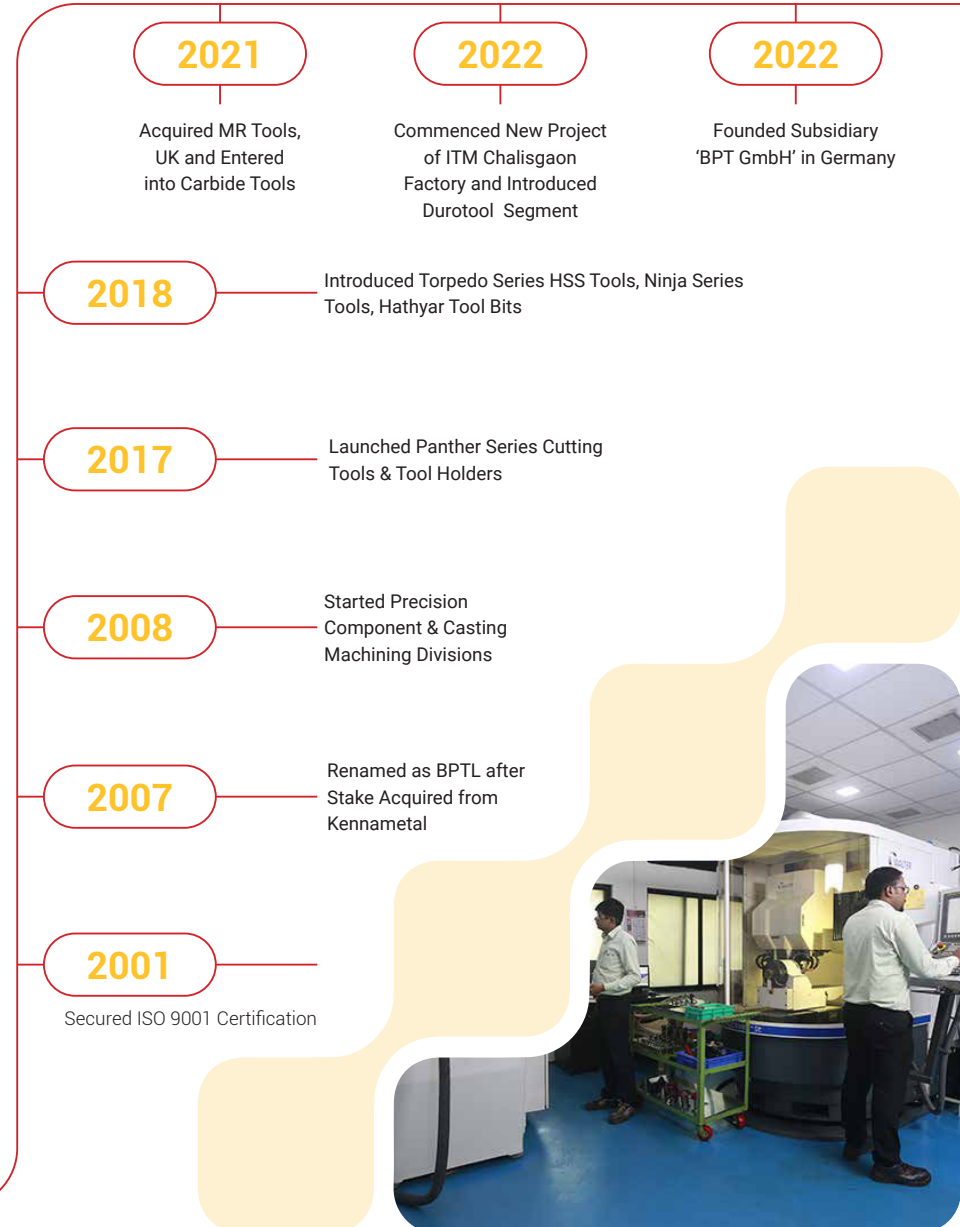 2021
Acquired MR Tools,
UK and Entered
into Carbide Tools
2022
Commenced New Project
of ITM Chalisgaon
Factory and Introduced
Durotool Segment
2022
Founded Subsidiary
‘BPT GmbH’ in Germany
2018
Introduced Torpedo Series HSS Tools, Ninja Series
Tools, Hathyar Tool Bits
2017
Launched Panther Series Cutting
Tools & Tool Holders
2008
Started Precision
Component & Casting
Machining Divisions
2007
Renamed as BPTL after
Stake Acquired from
Kennametal
2001
Secured ISO 9001 Certification
WALTER